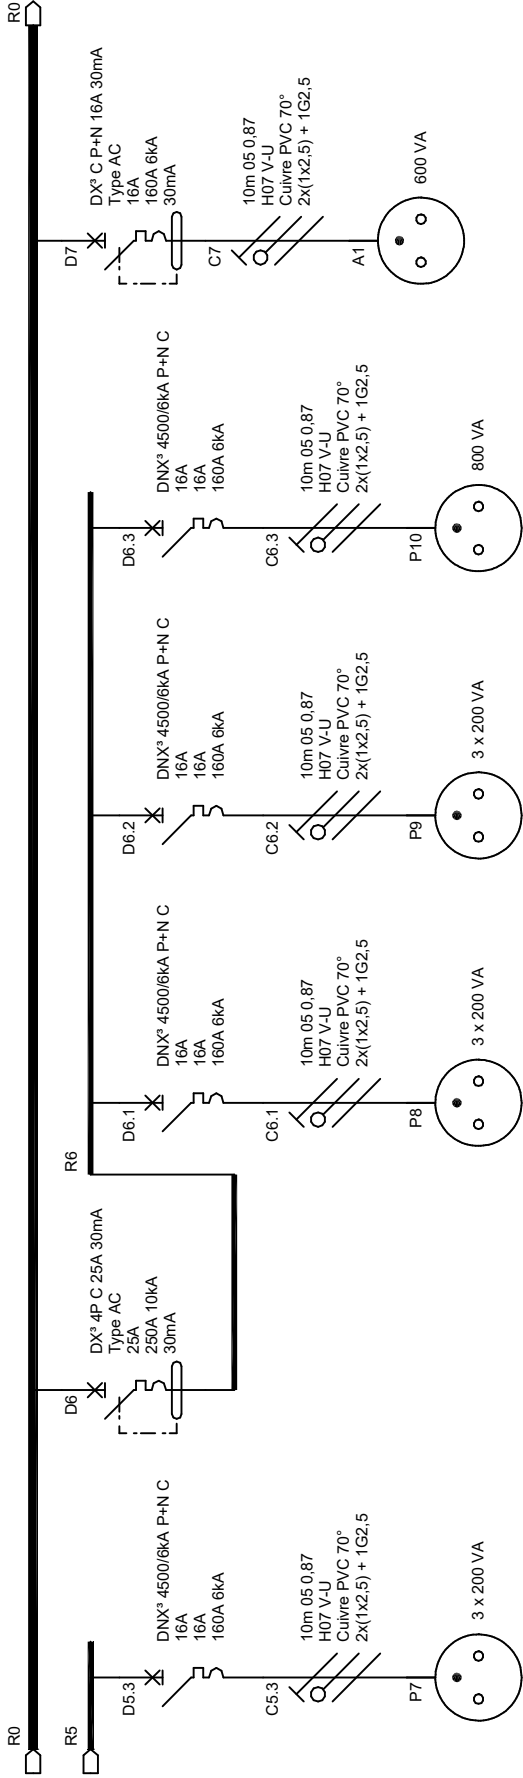 R0
R0
R5
D5.3
DNX³ 4500/6kA P+N C
16A
16A
160A 6kA
C5.3
10m 05 0,87
H07 V-U
Cuivre PVC 70°
2x(1x2,5) + 1G2,5
P7
3 x 200 VA
D6
DX³ 4P C 25A 30mA
Type AC
25A
250A 10kA
30mA
R6
D6.1
DNX³ 4500/6kA P+N C
16A
16A
160A 6kA
C6.1
10m 05 0,87
H07 V-U
Cuivre PVC 70°
2x(1x2,5) + 1G2,5
P8
3 x 200 VA
D6.2
DNX³ 4500/6kA P+N C
16A
16A
160A 6kA
C6.2
10m 05 0,87
H07 V-U
Cuivre PVC 70°
2x(1x2,5) + 1G2,5
P9
3 x 200 VA
D6.3
DNX³ 4500/6kA P+N C
16A
16A
160A 6kA
C6.3
10m 05 0,87
H07 V-U
Cuivre PVC 70°
2x(1x2,5) + 1G2,5
P10
800 VA
D7
DX³ C P+N 16A 30mA
Type AC
16A
160A 6kA
30mA
C7
10m 05 0,87
H07 V-U
Cuivre PVC 70°
2x(1x2,5) + 1G2,5
A1
600 VA